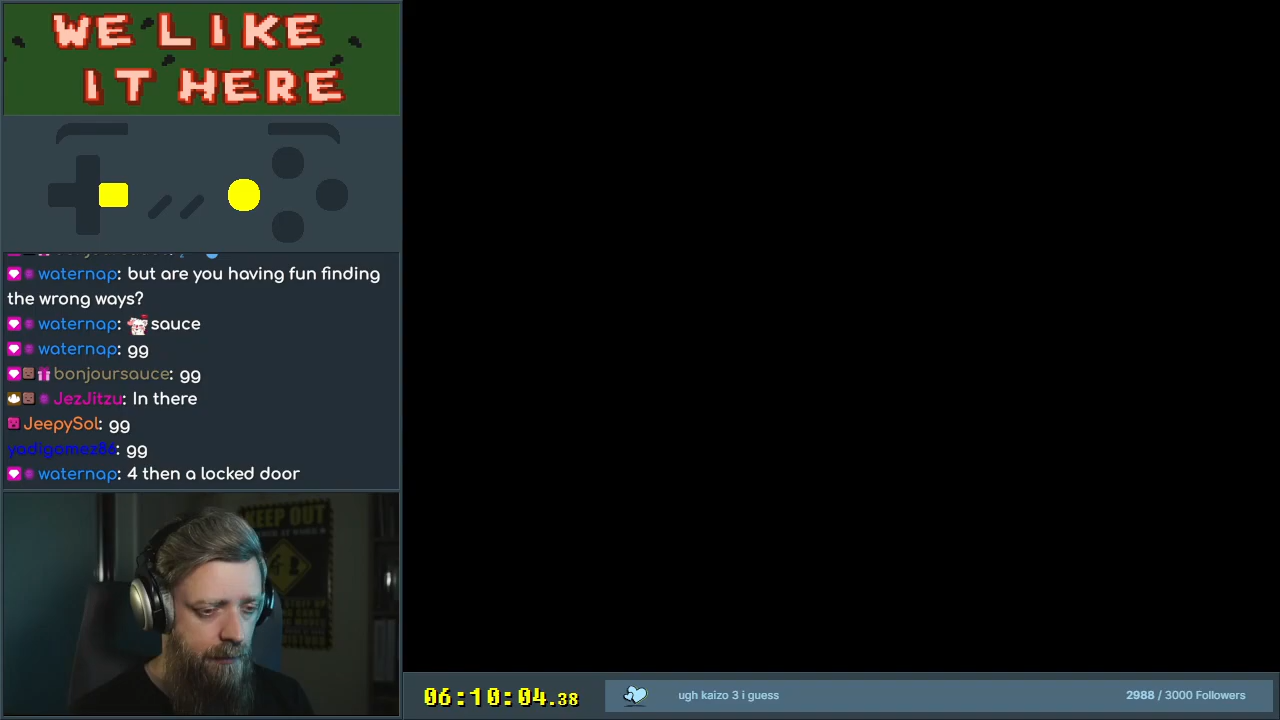 WE LIKE
IT HERE
waternap: but are you having fun finding
the wrong ways?
waternap: sauce
waternap: gg
bonjoursauce: gg
JezJitzu: In there
JeepySol: gg
yadigomez86: gg
waternap: 4 then a locked door
KEEP OUT
06:10:04.38
ugh kaizo 3 i guess
2988 / 3000 Followers